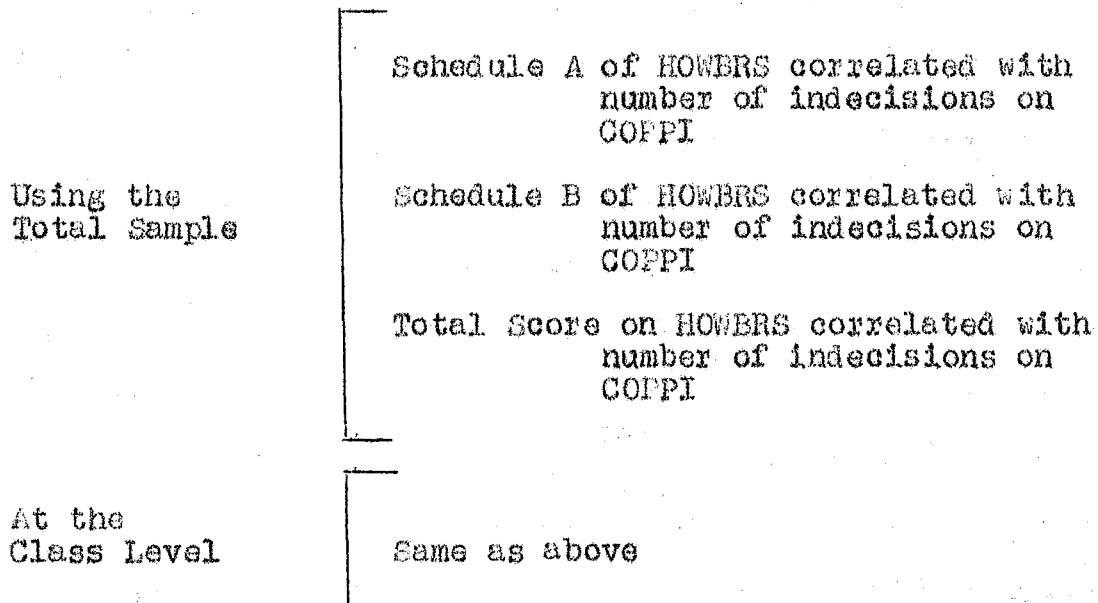 Schedule A of HOWBRS correlated with
number of indecisions on
COPPI
Using the
Total Sample
Schedule B of HOWBRS correlated with
number of indecisions on
COPPI
Total Score on HOWBRS correlated with
number of indecisions on
COPPI
At the
Class Level
Same as above